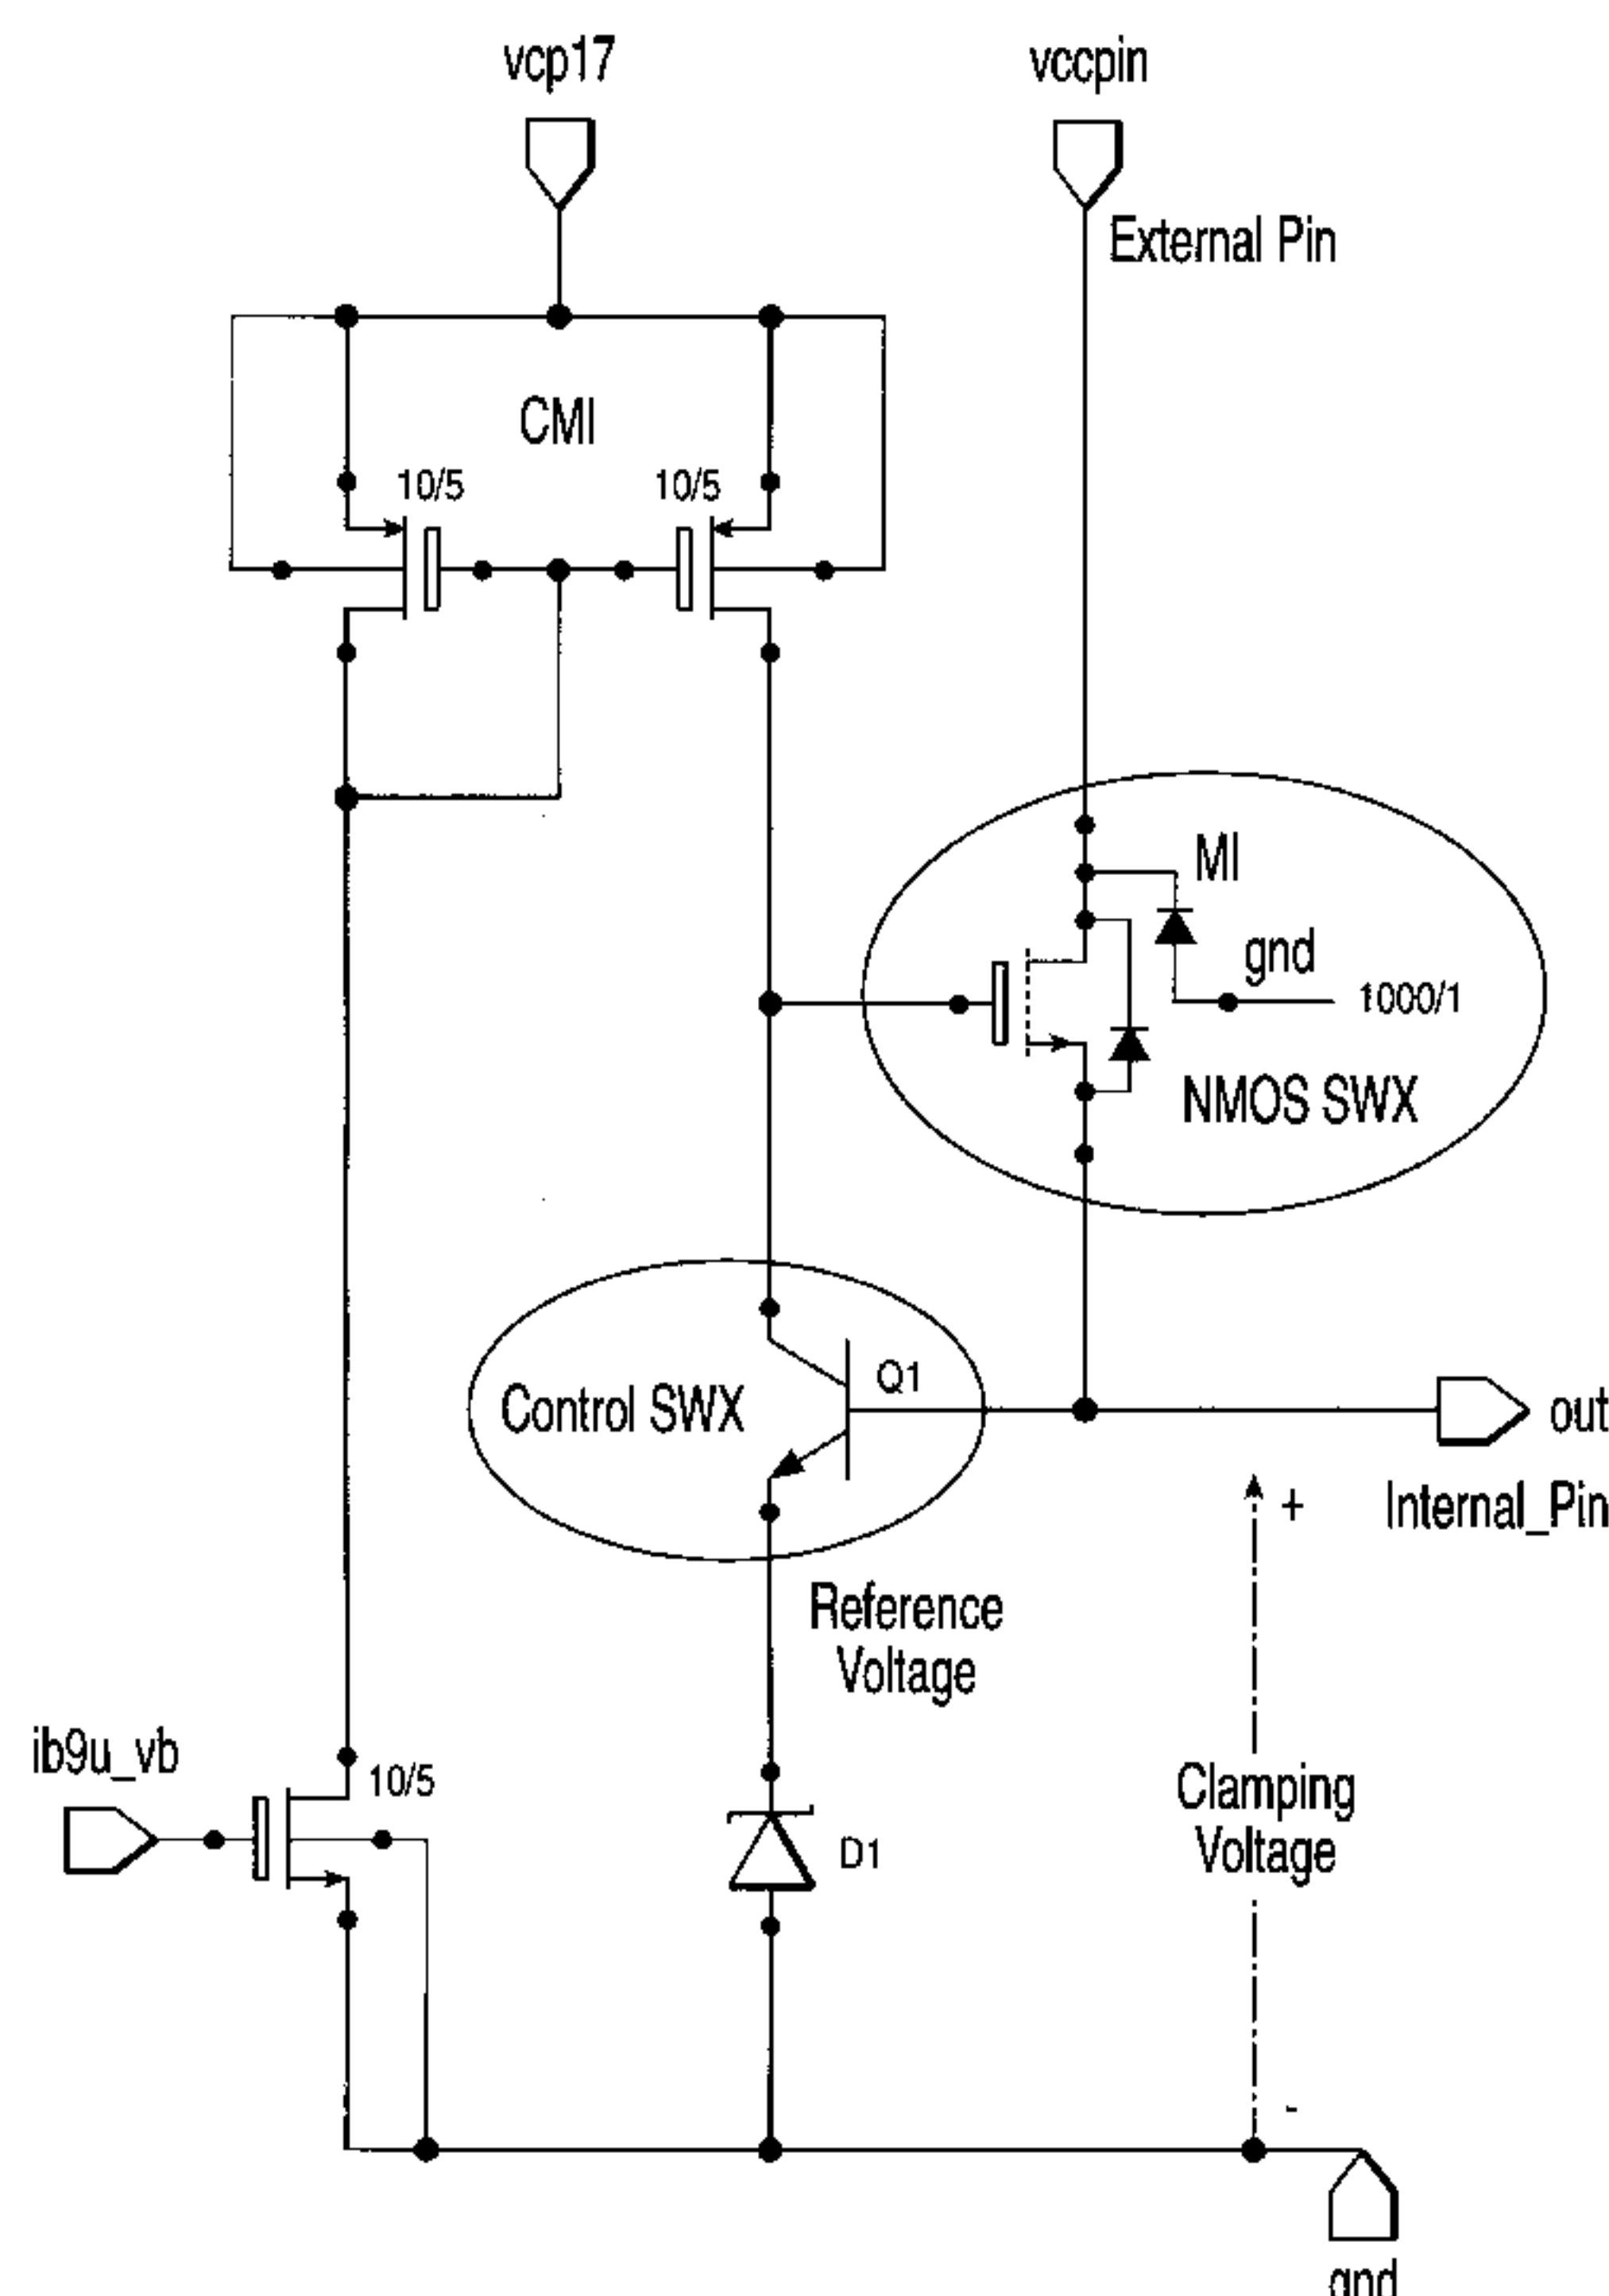 vcp17
vccpin
External Pin
CMI
10/5
10/5
MI
gnd
1000/1
NMOS SWX
Q1
Control SWX
out
+
Internal_Pin
Reference
Voltage
ib9u_vb
10/5
Clamping
Voltage
D1
-
gnd